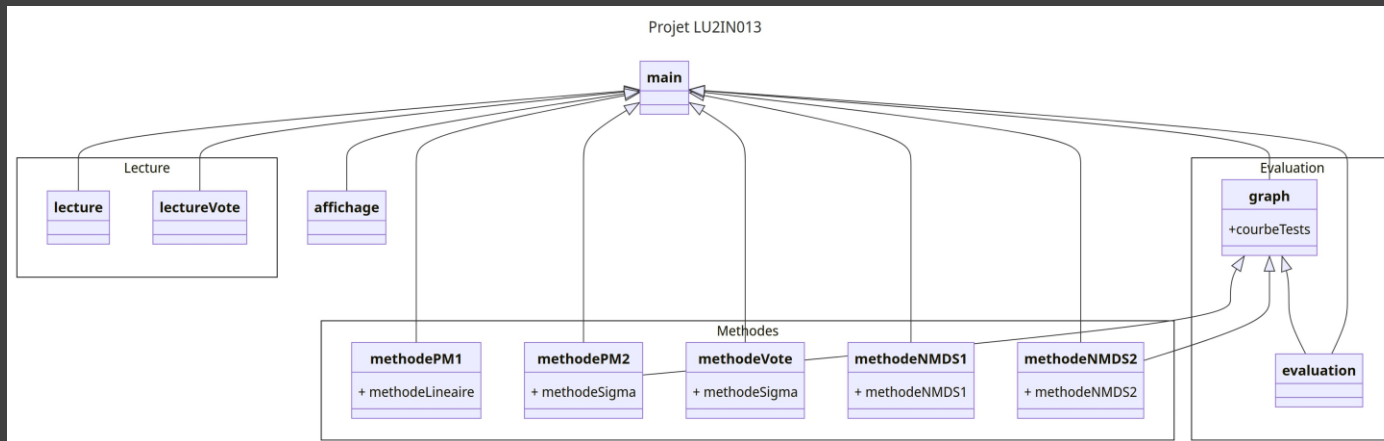 Projet LU2IN013
main
Lecture
lecture
lectureVote
affichage
Evaluation
graph
+courbeTests
Methodes
methodePM1
+ methodeLineaire
methodePM2
+ methodeSigma
methodeVote
+ methodeSigma
methodeNMDS1
+ methodeNMDS1
methodeNMDS2
+ methodeNMDS2
evaluation